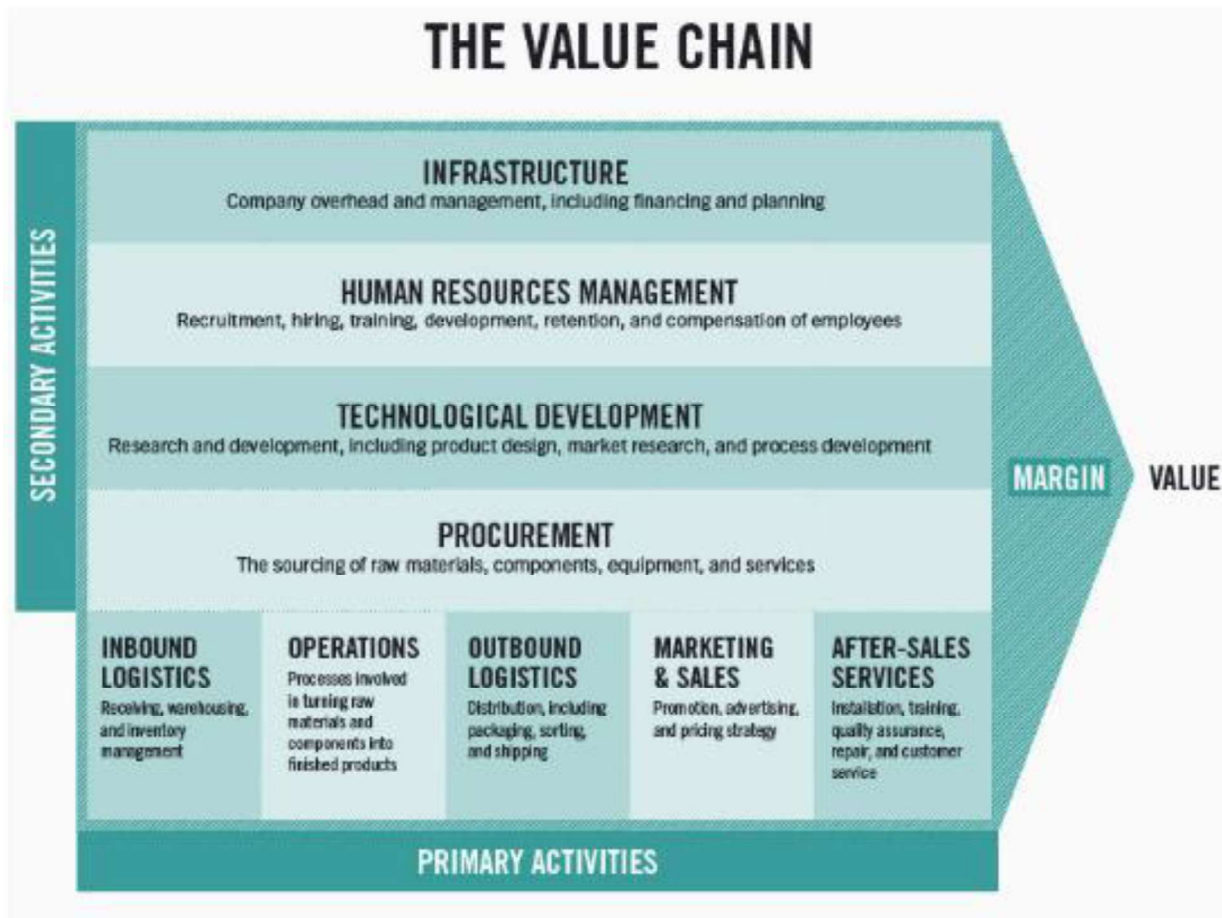 THE VALUE CHAIN
SECONDARY ACTIVITIES
INFRASTRUCTURE
Company overhead and management, including financing and planning
HUMAN RESOURCES MANAGEMENT
Recruitment, hiring, training, development, retention, and compensation of employees
TECHNOLOGICAL DEVELOPMENT
Research and development, including product design, market research, and process development
PROCUREMENT
The sourcing of raw materials, components, equipment, and services
INBOUND
LOGISTICS
Receiving, warehousing,
and inventory
management
OPERATIONS
Processes involved
in turning raw
materials and
components into
finished products
OUTBOUND
LOGISTICS
Distribution, including
packaging, sorting,
and shipping
MARKETING
& SALES
Promotion, advertising,
and pricing strategy
AFTER-SALES
SERVICES
Installation, training,
quality assurance,
repair, and customer
service
MARGIN
VALUE
PRIMARY ACTIVITIES